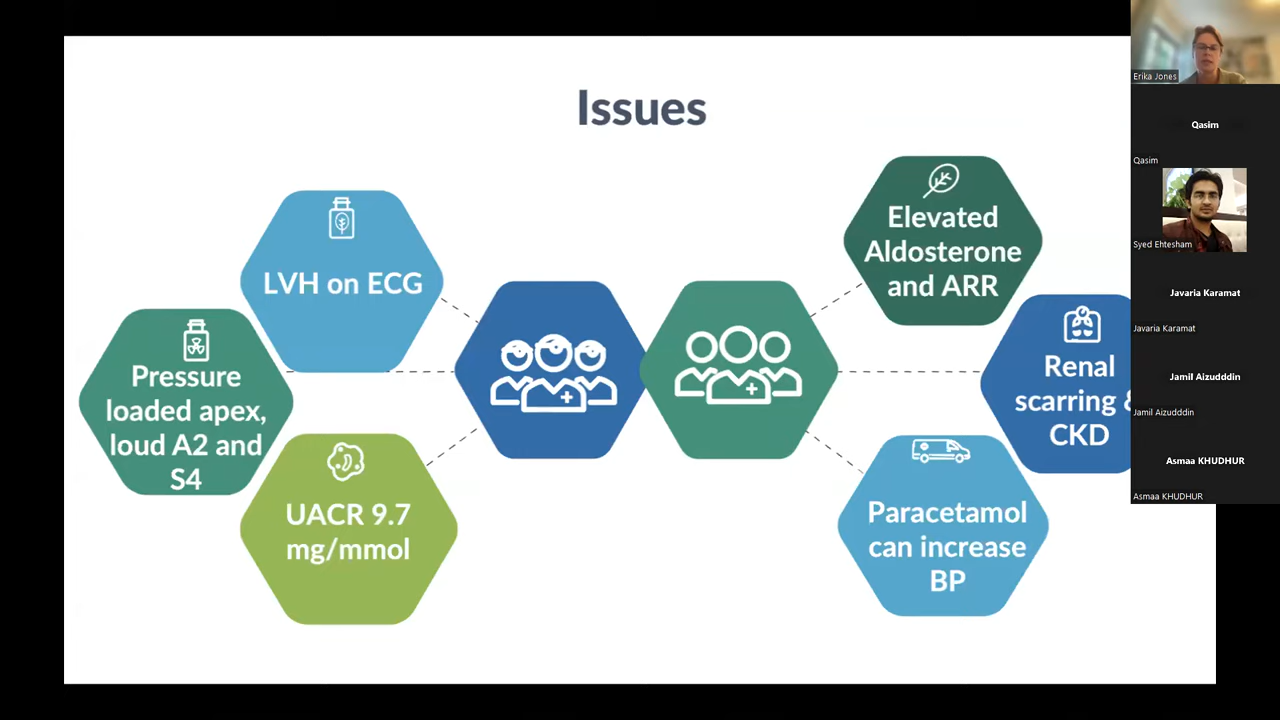 Issues
LVH on ECG
Pressure
loaded apex,
loud A2 and
S4
UACR 9.7
mg/mmol
Elevated
Aldosterone
and ARR
Renal
scarring &
CKD
Paracetamol
can increase
BP
Erika Jones
Qasim
Qasim
Syed Ehtesham
Javaria Karamat
Javaria Karamat
Jamil Aizudddin
Jamil Aizudddin
Asmaa KHUDHUR
Asmaa KHUDHUR